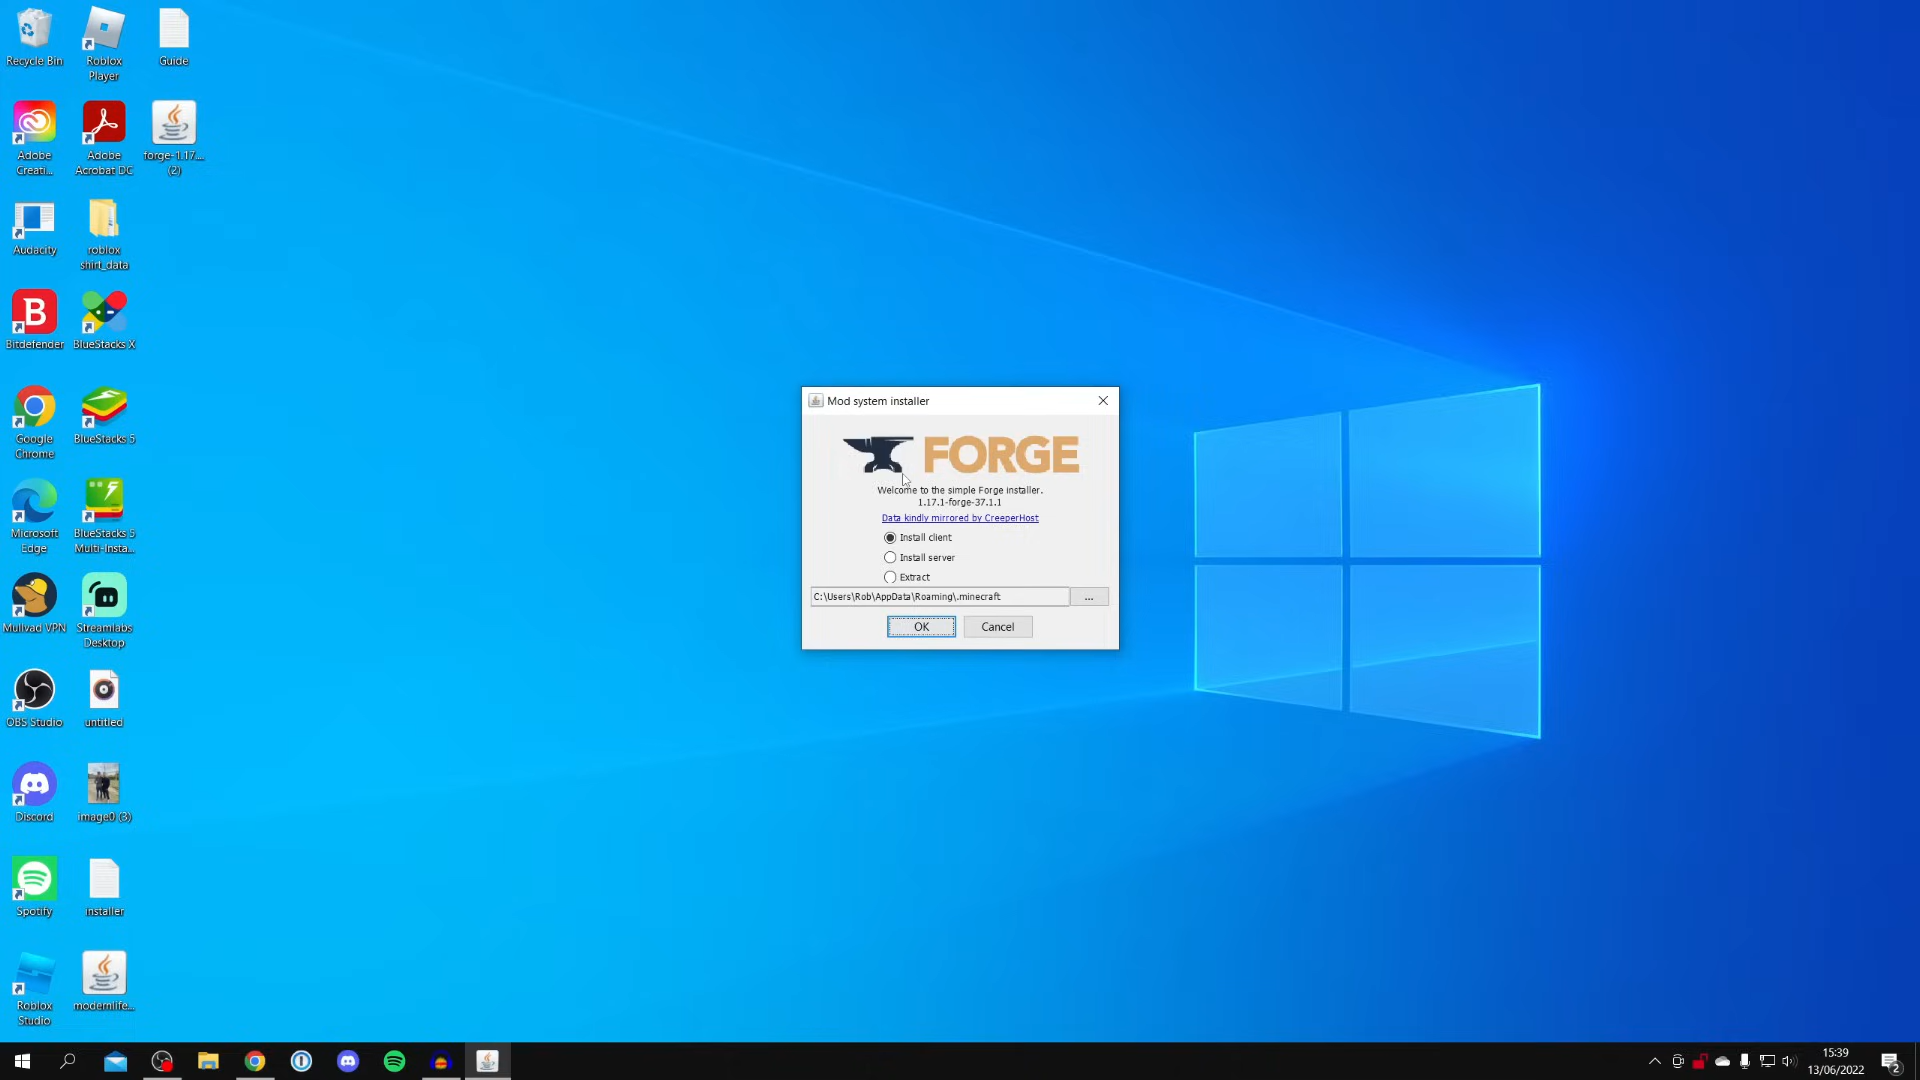 Recycle Bin
Roblox
Player
Guide
Adobe
Creati...
Adobe
Acrobat DC
forge-1.17....
(2)
Audacity
roblox
shirt_data
Bitdefender
BlueStacks X
Google
Chrome
BlueStacks 5
Microsoft
Edge
BlueStacks 5
Multi-Insta...
Mullvad VPN
Streamlabs
Desktop
OBS Studio
untitled
Discord
image0 (3)
Spotify
installer
Roblox
Studio
modernlife...
Mod system installer
FORGE
Welcome to the simple Forge installer.
1.17.1-forge-37.1.1
Data kindly mirrored by CreeperHost
Install client
Install server
Extract
C:\Users\Rob\AppData\Roaming\.minecraft
...
OK
Cancel
15:39
13/06/2022
2